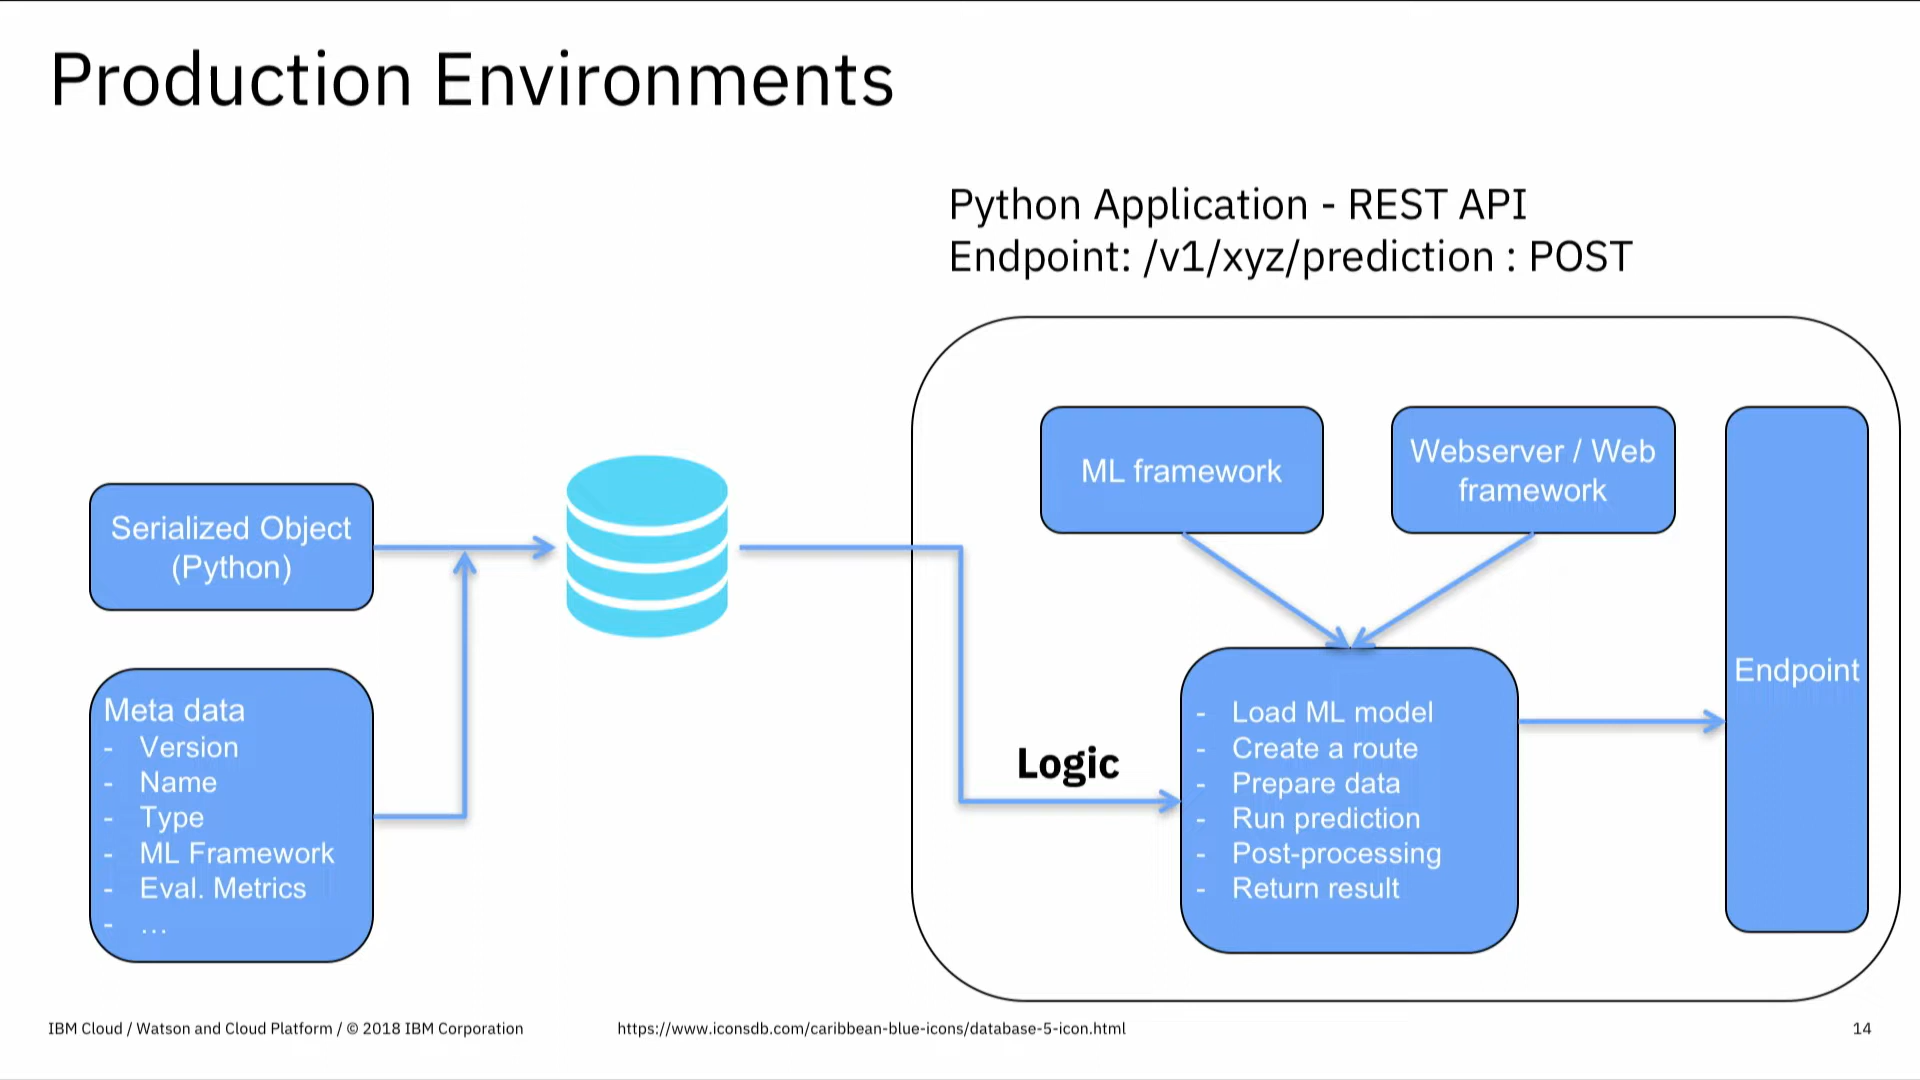 Production Environments
Python Application - REST API
Endpoint: /v1/xyz/prediction : POST
Serialized Object
(Python)
Meta data
- Version
- Name
- Type
- ML Framework
- Eval. Metrics
- ...
ML framework
Webserver / Web
framework
Logic
- Load ML model
- Create a route
- Prepare data
- Run prediction
- Post-processing
- Return result
Endpoint
IBM Cloud / Watson and Cloud Platform / © 2018 IBM Corporation
https://www.iconsdb.com/caribbean-blue-icons/database-5-icon.html
14